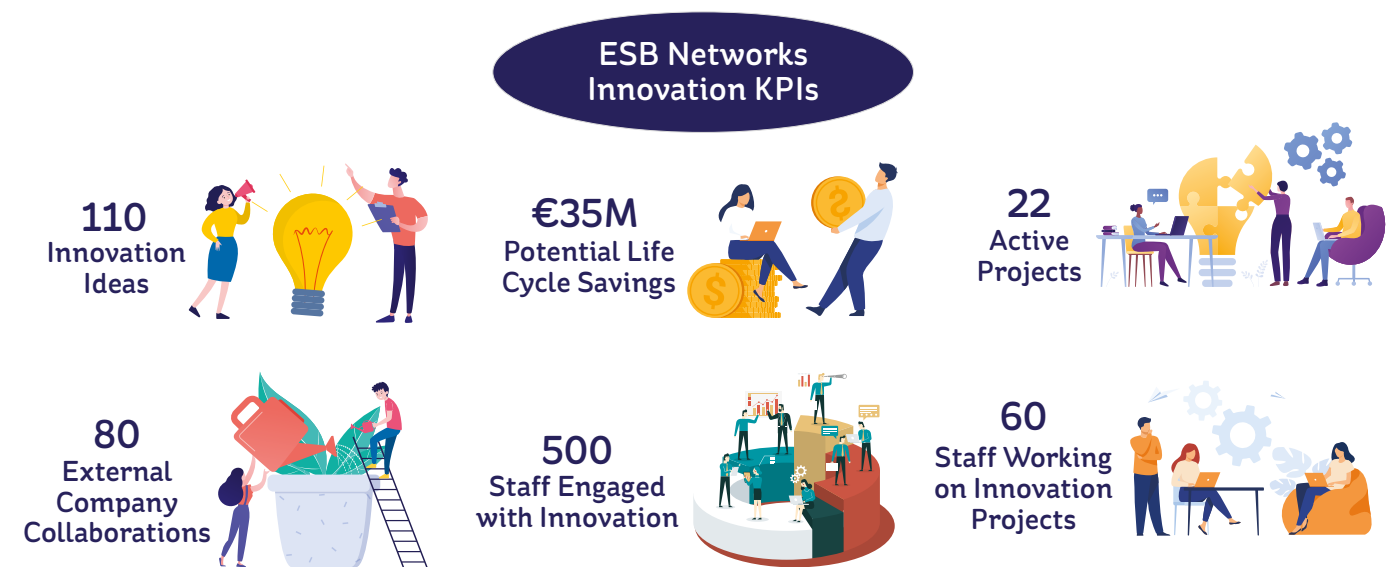 ESB Networks
Innovation KPIs
110
Innovation
Ideas
€35M
Potential Life
Cycle Savings
22
Active
Projects
80
External
Company
Collaborations
500
Staff Engaged
with Innovation
60
Staff Working
on Innovation
Projects